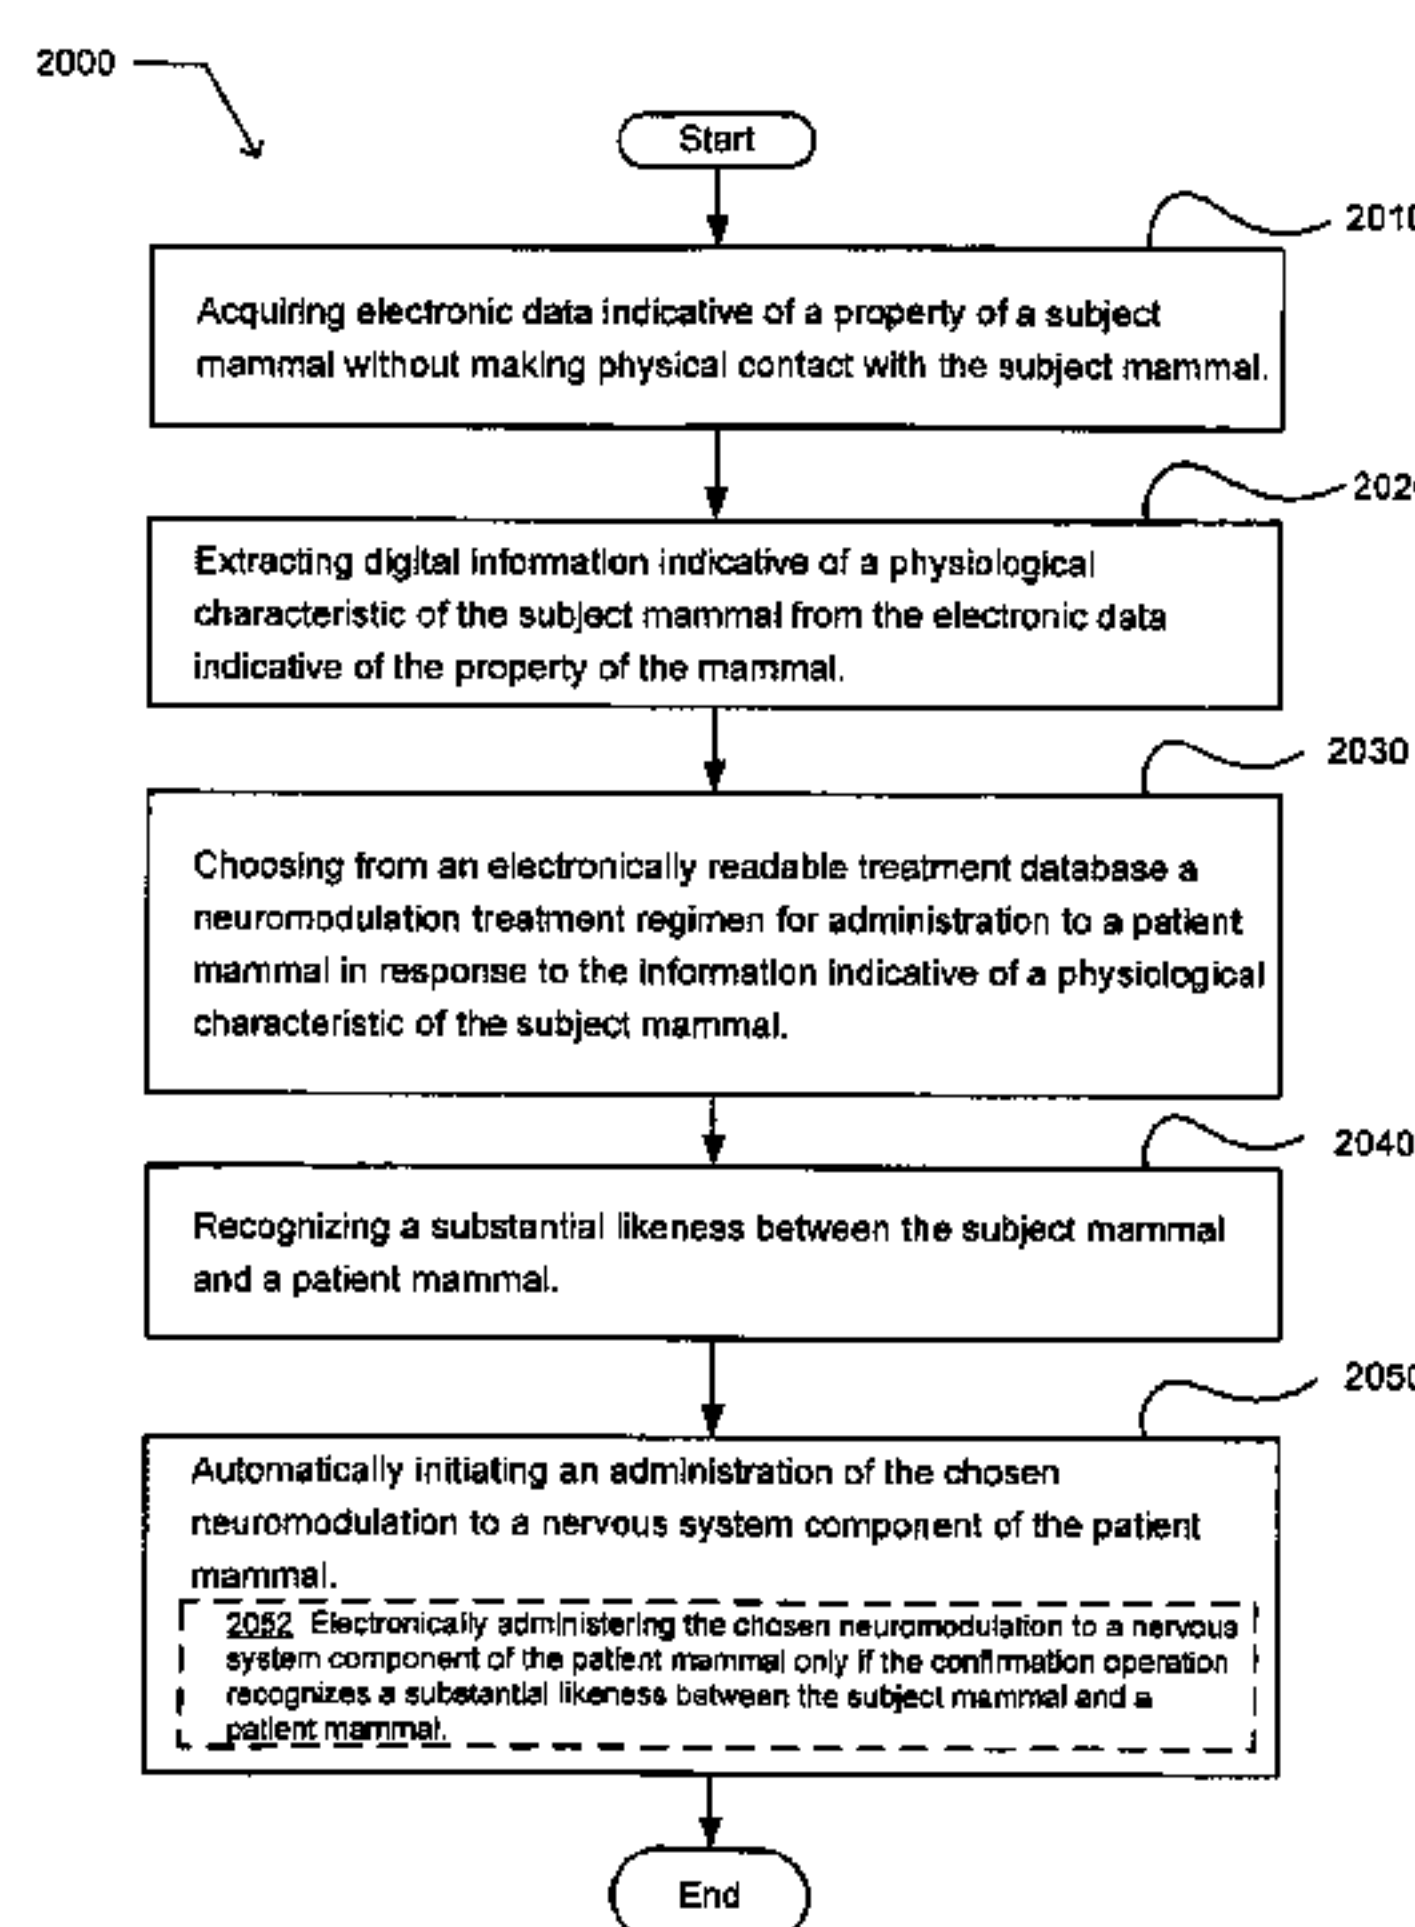 2000
Start
2010
Acquiring electronic data indicative of a property of a subject
mammal without making physical contact with the subject mammal.
2020
Extracting digital information indicative of a physiological
characteristic of the subject mammal from the electronic data
indicative of the property of the mammal.
2030
Choosing from an electronically readable treatment database a
neuromodulation treatment regimen for administration to a patient
mammal in response to the information indicative of a physiological
characteristic of the subject mammal.
2040
Recognizing a substantial likeness between the subject mammal
and a patient mammal.
2050
Automatically initiating an administration of the chosen
neuromodulation to a nervous system component of the patient
mammal.
2052 Electronically administering the chosen neuromodulation to a nervous
system component of the patient mammal only if the confirmation operation
recognizes a substantial likeness between the subject mammal and a
patient mammal.
End